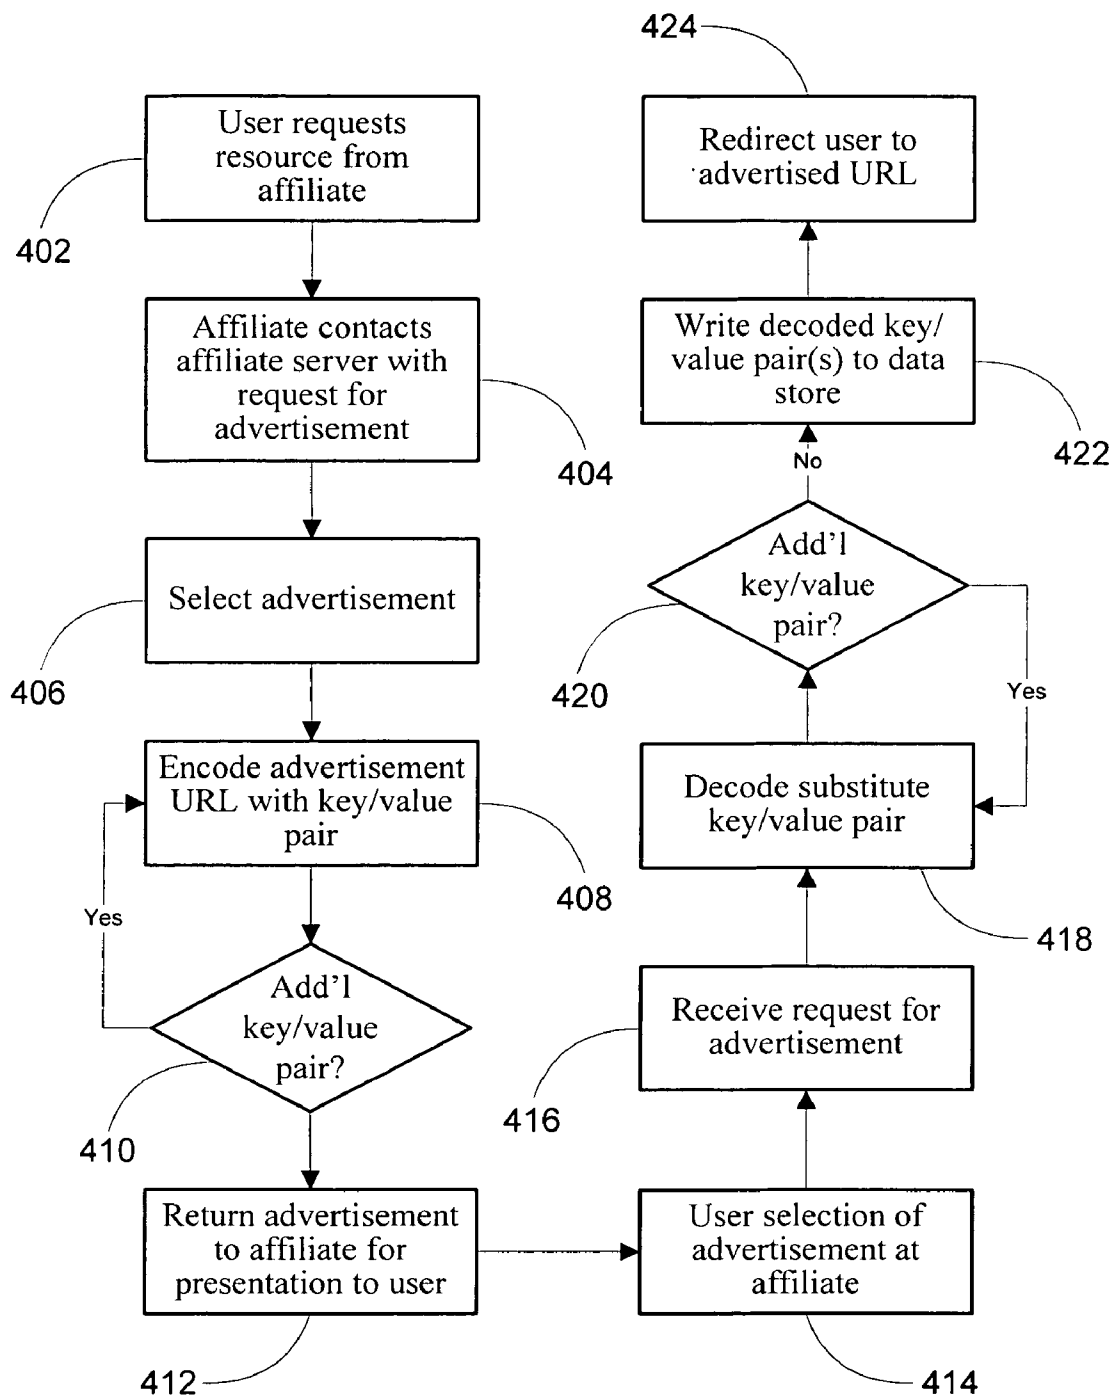 User requests
resource from
affiliate
402
Affiliate contacts
affiliate server with
request for
advertisement
404
Select advertisement
406
Encode advertisement
URL with key/value
pair
408
Yes
Add'l
key/value
pair?
410
Return advertisement
to affiliate for
presentation to user
412
User selection of
advertisement at
affiliate
414
Receive request for
advertisement
416
Decode substitute
key/value pair
418
Add'l
key/value
pair?
420
Yes
No
Write decoded key/
value pair(s) to data
store
422
Redirect user to
advertised URL
424